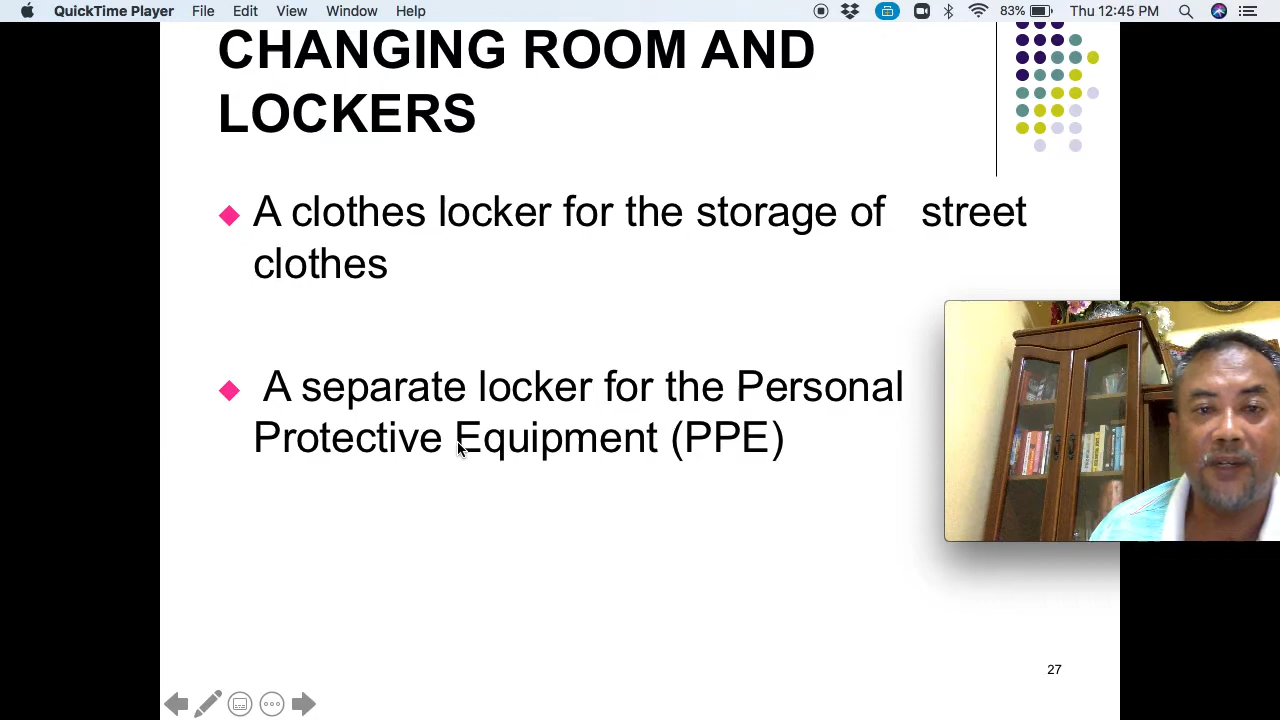 QuickTime Player File Edit View Window Help 83% Thu 12:45 PM
CHANGING ROOM AND
LOCKERS
A clothes locker for the storage of street
clothes
A separate locker for the Personal
Protective Equipment (PPE)
27